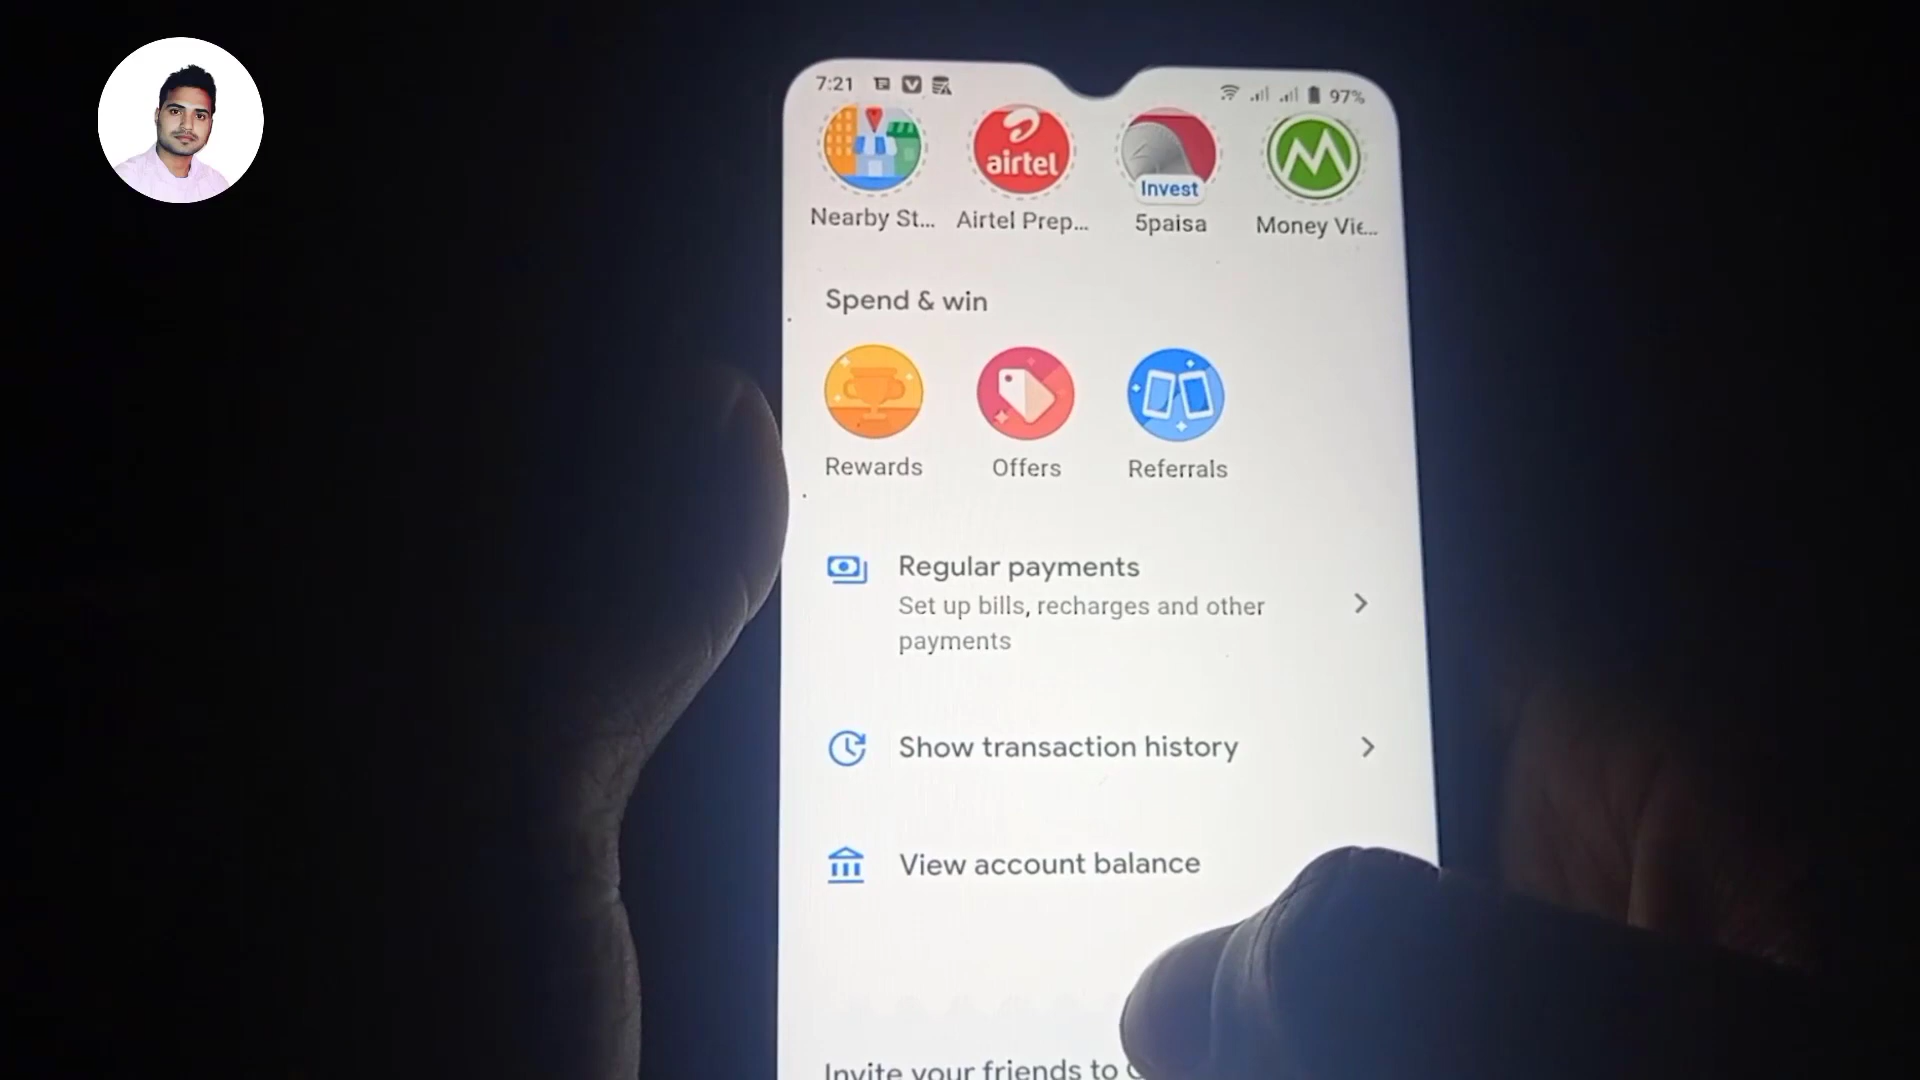 7:21
97%
airtel
Invest
Nearby St...
Airtel Prep...
5paisa
Money Vie...
Spend & win
Rewards
Offers
Referrals
Regular payments
Set up bills, recharges and other
payments
Show transaction history
View account balance
Invite your friends to